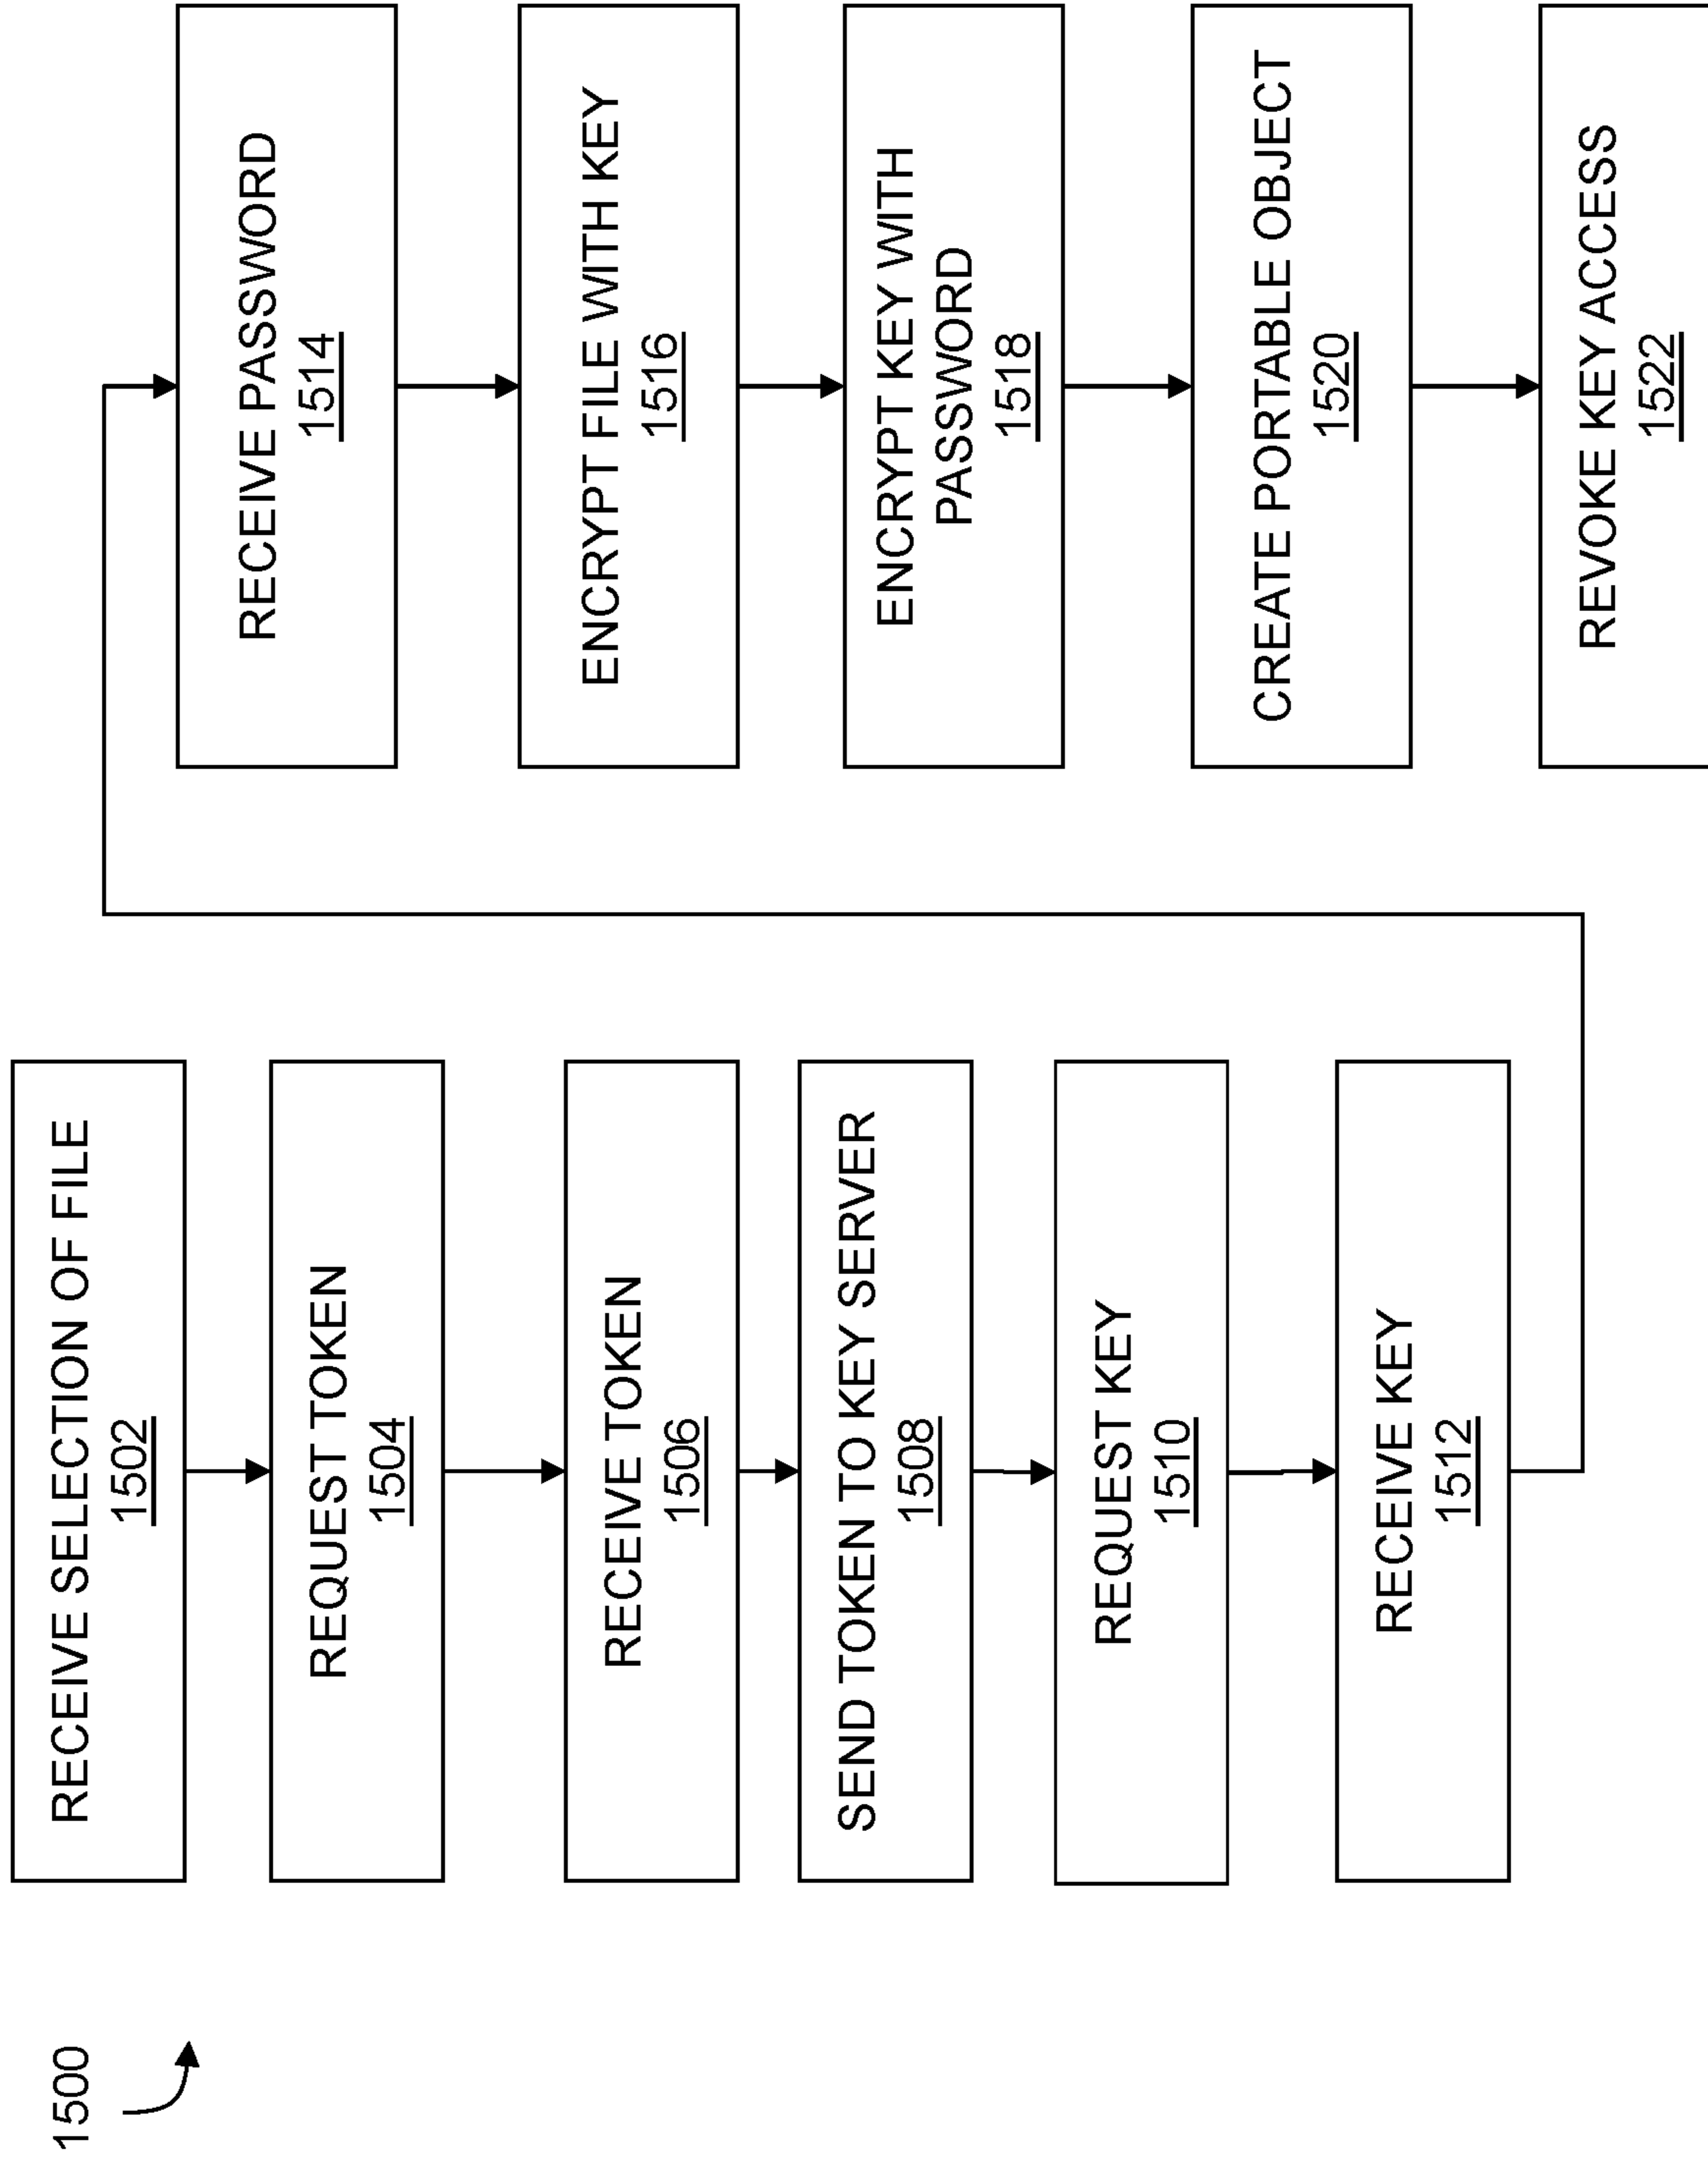 1500
RECEIVE SELECTION OF FILE
1502
REQUEST TOKEN
1504
RECEIVE TOKEN
1506
SEND TOKEN TO KEY SERVER
1508
REQUEST KEY
1510
RECEIVE KEY
1512
RECEIVE PASSWORD
1514
ENCRYPT FILE WITH KEY
1516
ENCRYPT KEY WITH
PASSWORD
1518
CREATE PORTABLE OBJECT
1520
REVOKE KEY ACCESS
1522